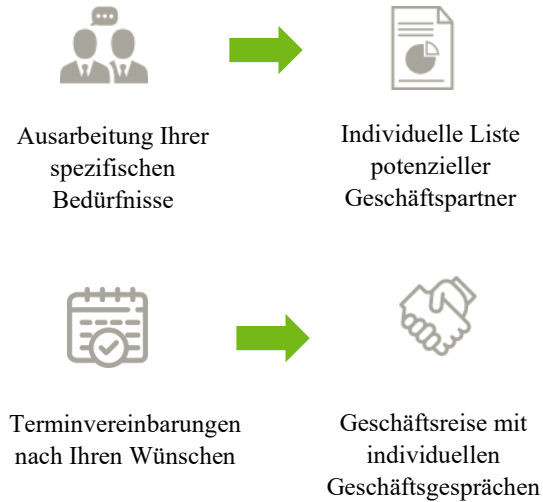 Ausarbeitung Ihrer
spezifischen
Bedürfnisse
Individuelle Liste
potenzieller
Geschäftspartner
Terminvereinbarungen
nach Ihren Wünschen
Geschäftsreise mit
individuellen
Geschäftsgesprächen